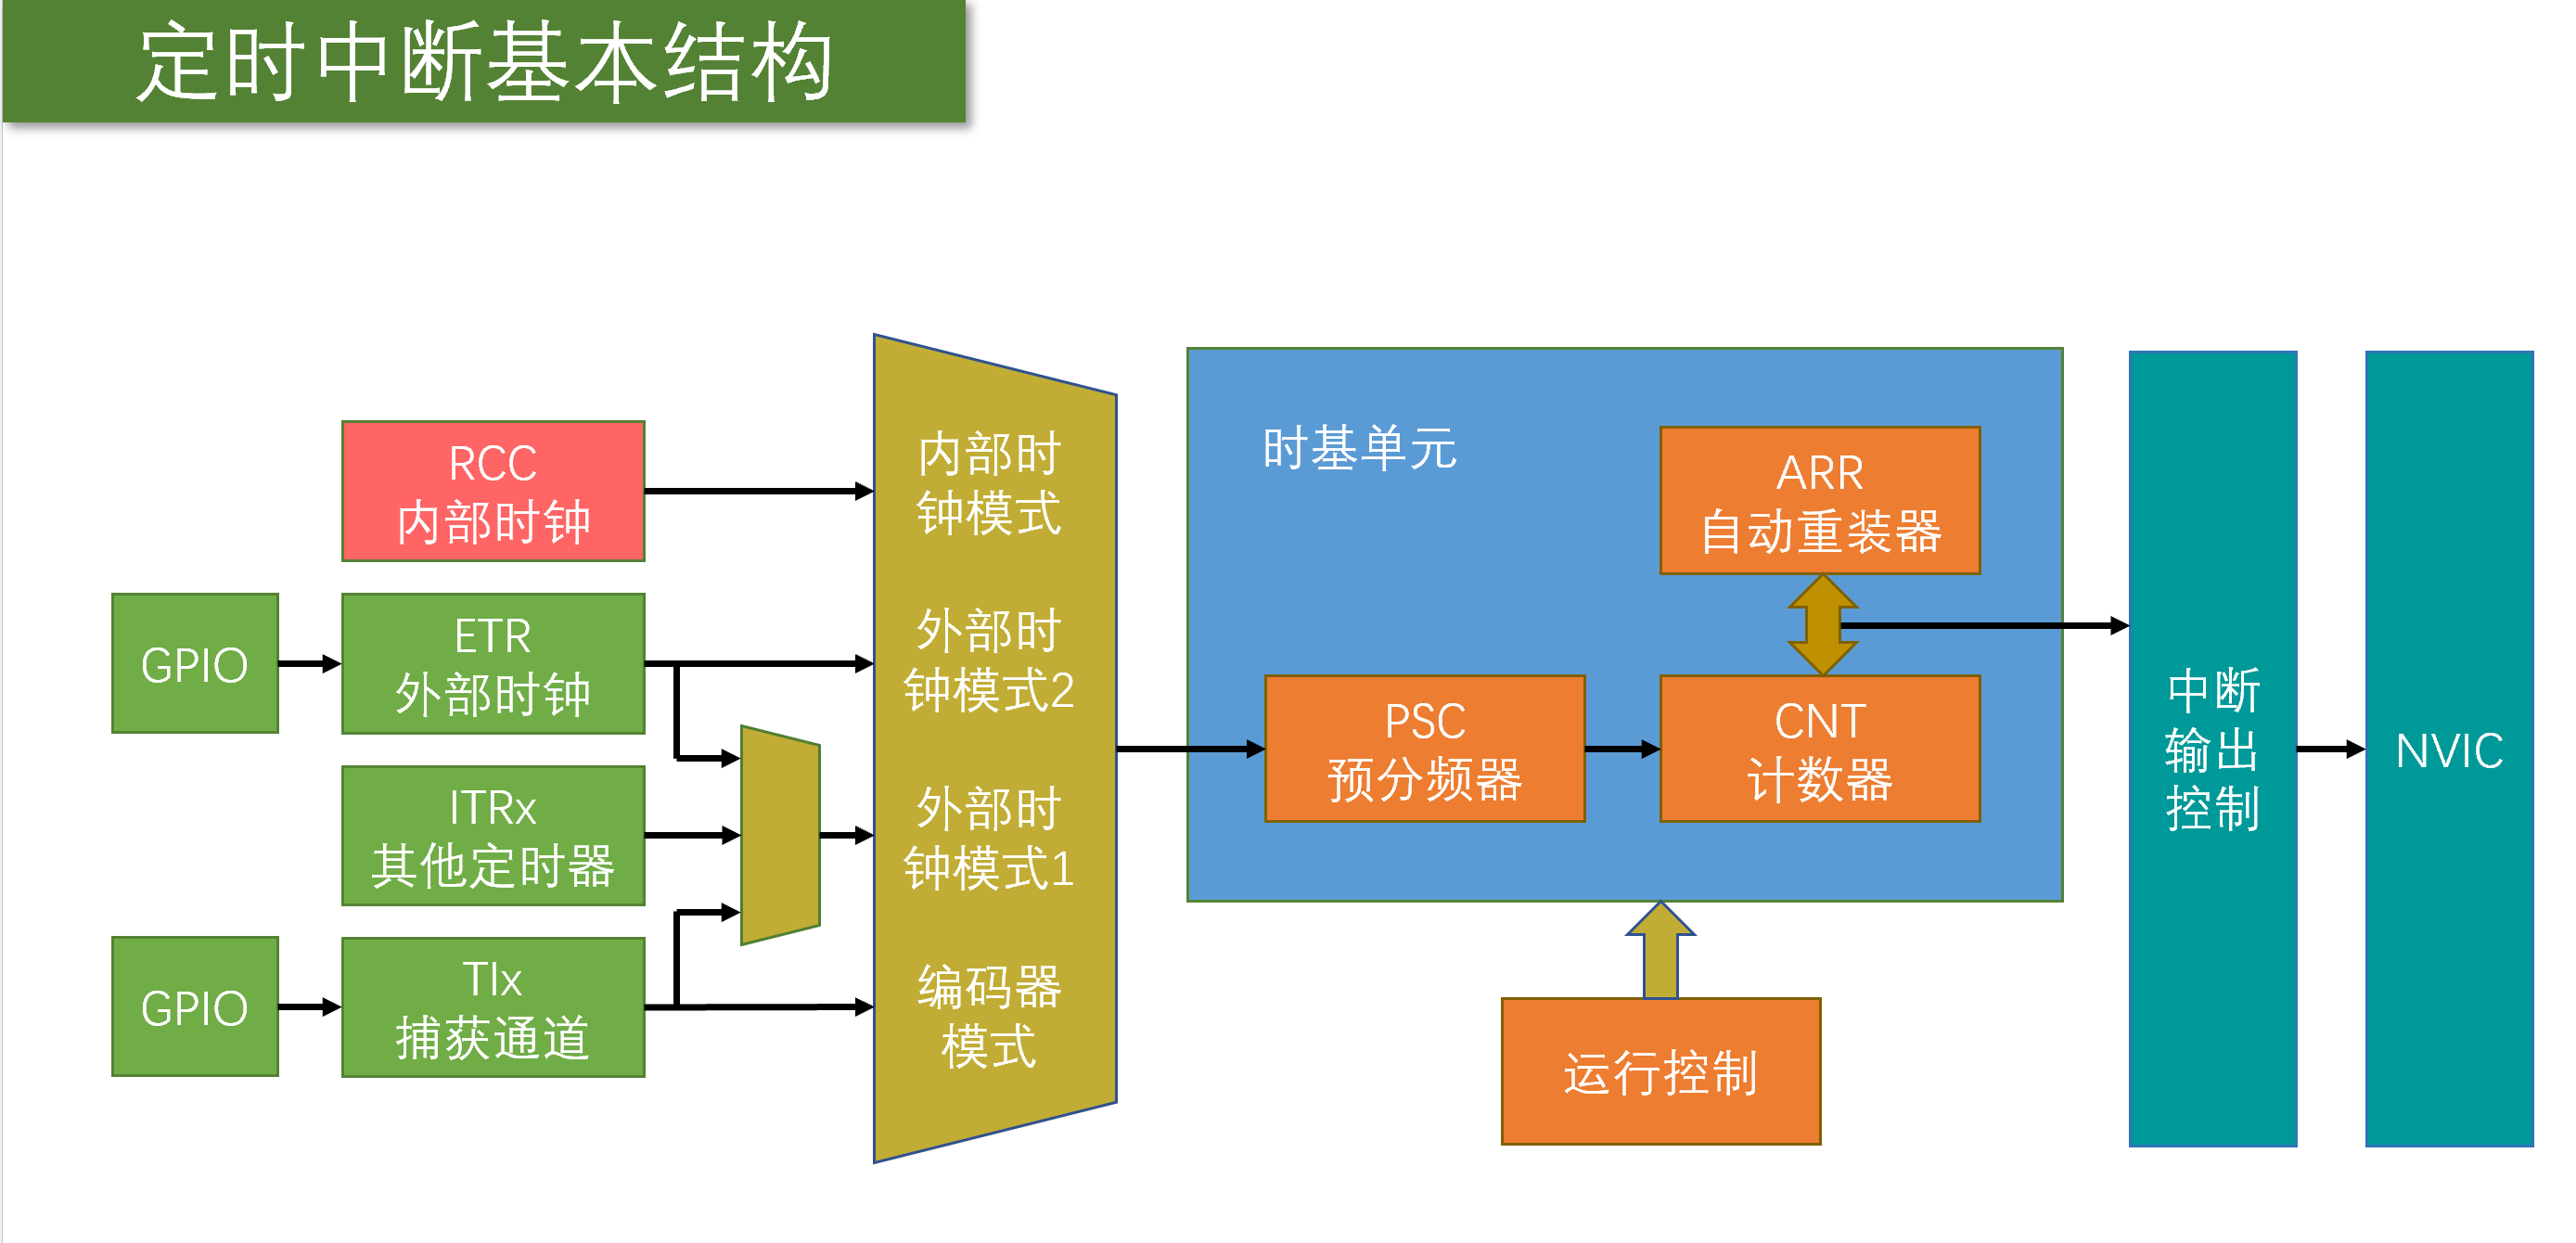 定时中断基本结构
RCC
内部时钟
GPIO
ETR
外部时钟
ITRx
其他定时器
GPIO
TIx
捕获通道
内部时
钟模式
外部时
钟模式2
外部时
钟模式1
编码器
模式
时基单元
ARR
自动重装器
PSC
预分频器
CNT
计数器
运行控制
中断
输出
控制
NVIC